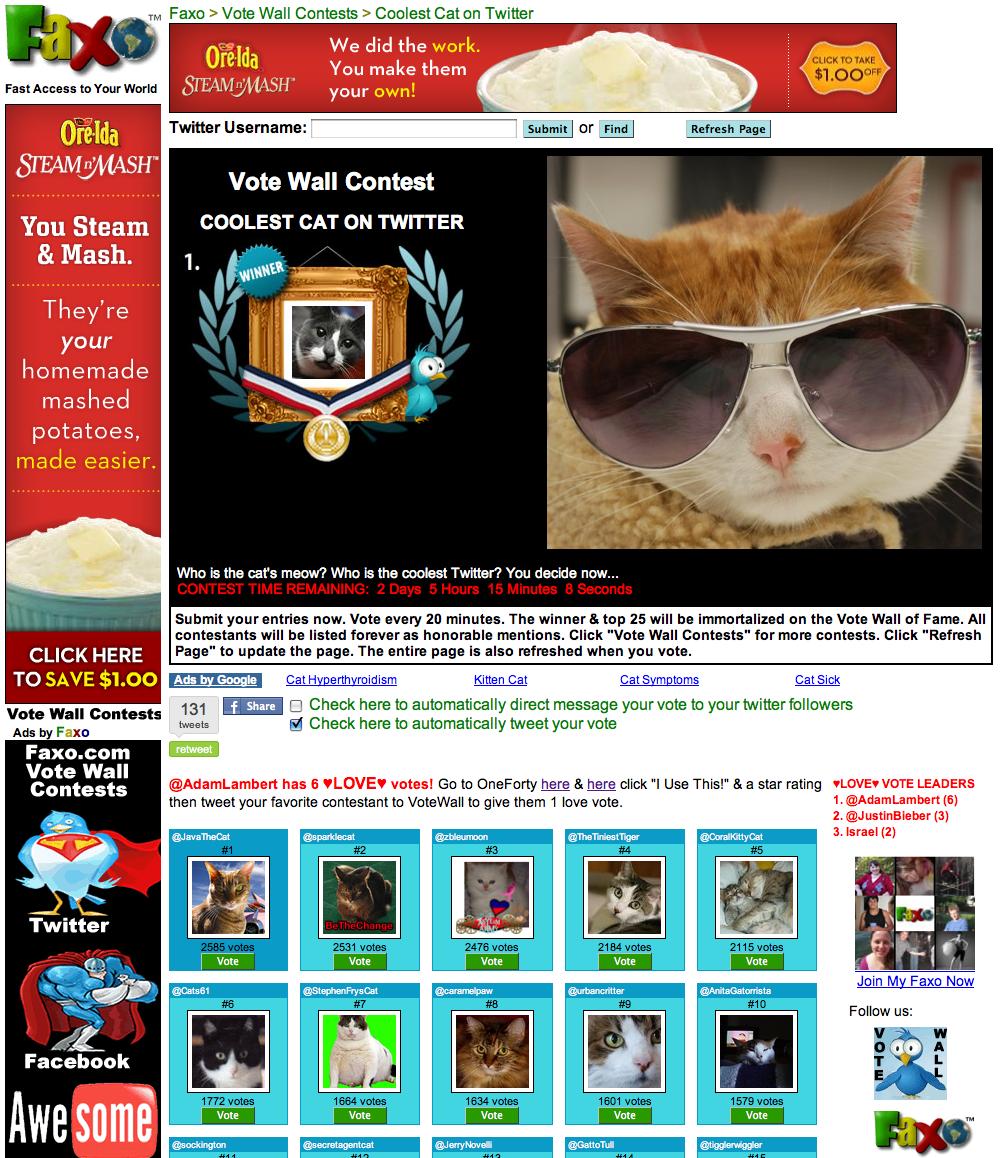 Faxo™
Fast Access to Your World
Faxo > Vote Wall Contests > Coolest Cat on Twitter
Ore-Ida
STEAM n' MASH™
We did the work.
You make them
your own!
CLICK TO TAKE
$1.00 OFF
Twitter Username:
Submit or Find
Refresh Page
Ore-Ida
STEAM n' MASH™
You Steam
& Mash.
They're
your
homemade
mashed
potatoes,
made easier.
CLICK HERE
TO SAVE $1.00
Vote Wall Contest
COOLEST CAT ON TWITTER
1.
WINNER
Who is the cat's meow? Who is the coolest Twitter? You decide now...
CONTEST TIME REMAINING: 2 Days 5 Hours 15 Minutes 8 Seconds
Submit your entries now. Vote every 20 minutes. The winner & top 25 will be immortalized on the Vote Wall of Fame. All
contestants will be listed forever as honorable mentions. Click "Vote Wall Contests" for more contests. Click "Refresh
Page" to update the page. The entire page is also refreshed when you vote.
Ads by Google Cat Hyperthyroidism Kitten Cat Cat Symptoms Cat Sick
131
tweets
retweet
Share
Check here to automatically direct message your vote to your twitter followers
Check here to automatically tweet your vote
Vote Wall Contests
Ads by Faxo
Faxo.com
Vote Wall
Contests
Twitter
Facebook
Awesome
@AdamLambert has 6 ♥LOVE♥ votes! Go to OneForty here & here click "I Use This!" & a star rating
then tweet your favorite contestant to VoteWall to give them 1 love vote.
♥LOVE♥ VOTE LEADERS
1. @AdamLambert (6)
2. @JustinBieber (3)
3. Israel (2)
@JavaTheCat @sparklecat @zbleumoon @TheTiniestTiger @CoralKittyCat
#1 #2 #3 #4 #5
BeTheChange
2585 votes 2531 votes 2476 votes 2184 votes 2115 votes
Vote Vote Vote Vote Vote
@Cats61 @StephenFrysCat @caramelpaw @urbancritter @AnitaGatorrista
#6 #7 #8 #9 #10
1772 votes 1664 votes 1634 votes 1601 votes 1579 votes
Vote Vote Vote Vote Vote
@sockington @secretagentcat @JerryNovelli @GattoTull @tigglerwiggler
#11 #12 #13 #14 #15
Faxo
Join My Faxo Now
Follow us:
VOTE WALL
Faxo™